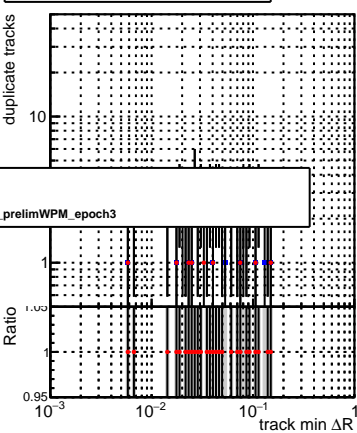 duplicate tracks
10
_prelimWPM_epoch3
1
1.05
Ratio
1
0.95
10−3 10−2 10−1 1
track min ΔR